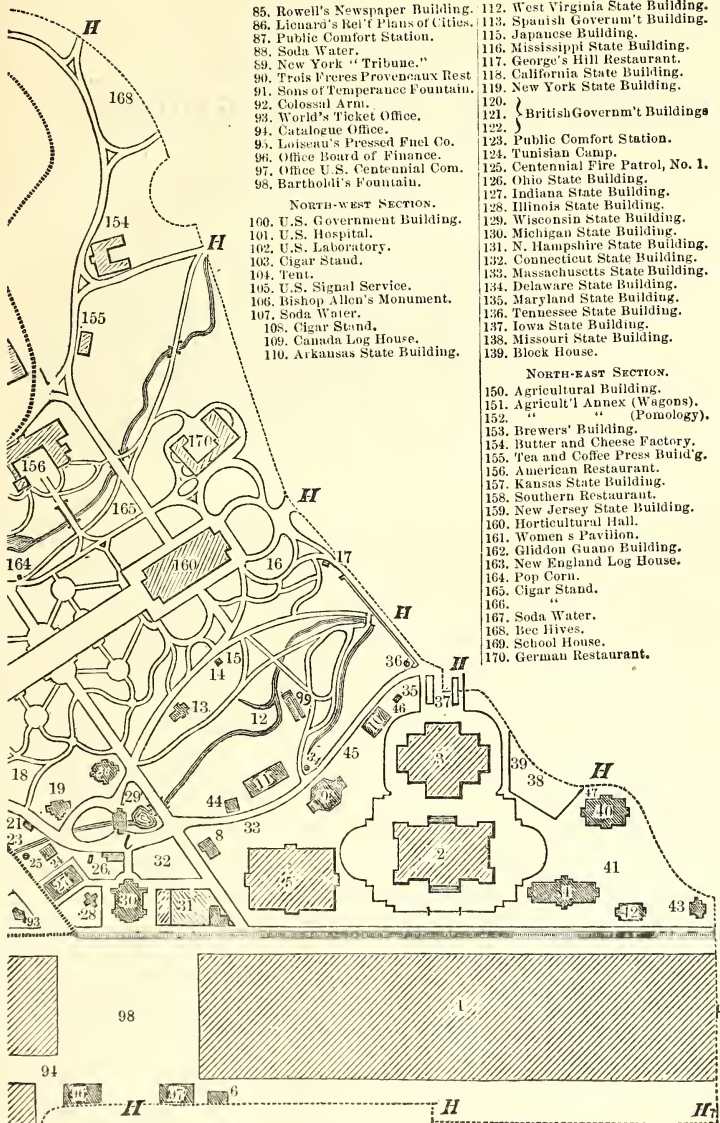 85. Rowell's Newspaper Building.
86. Lienard's Rel'f Plans of Cities.
87. Public Comfort Station.
88. Soda Water.
89. New York "Tribune."
90. Trois Freres Provencaux Rest
91. Sons of Temperance Fountain.
92. Colossal Arm.
93. World's Ticket Office.
94. Catalogue Office.
95. Loiseau's Pressed Fuel Co.
96. Office Board of Finance.
97. Office U.S. Centennial Com.
98. Bartholdi's Fountain.
NORTH-WEST SECTION.
100. U.S. Government Building.
101. U.S. Hospital.
102. U.S. Laboratory.
103. Cigar Stand.
104. Tent.
105. U.S. Signal Service.
106. Bishop Allen's Monument.
107. Soda Water.
108. Cigar Stand.
109. Canada Log House.
110. Arkansas State Building.
112. West Virginia State Building.
113. Spanish Governm't Building.
115. Japanese Building.
116. Mississippi State Building.
117. George's Hill Restaurant.
118. California State Building.
119. New York State Building.
120.
121. British Governm't Buildings
122.
123. Public Comfort Station.
124. Tunisian Camp.
125. Centennial Fire Patrol, No. 1.
126. Ohio State Building.
127. Indiana State Building.
128. Illinois State Building.
129. Wisconsin State Building.
130. Michigan State Building.
131. N. Hampshire State Building.
132. Connecticut State Building.
133. Massachusetts State Building.
134. Delaware State Building.
135. Maryland State Building.
136. Tennessee State Building.
137. Iowa State Building.
138. Missouri State Building.
139. Block House.
NORTH-EAST SECTION.
150. Agricultural Building.
151. Agricult'l Annex (Wagons).
152. " " (Pomology).
153. Brewers' Building.
154. Butter and Cheese Factory.
155. Tea and Coffee Press Build'g.
156. American Restaurant.
157. Kansas State Building.
158. Southern Restaurant.
159. New Jersey State Building.
160. Horticultural Hall.
161. Women s Pavilion.
162. Gliddon Guano Building.
163. New England Log House.
164. Pop Corn.
165. Cigar Stand.
166. "
167. Soda Water.
168. Bee Hives.
169. School House.
170. German Restaurant.
H
168
154
H
155
170
156
H
165
164
160
16
17
H
15
14
36
H
35
37
46
99
13
12
10
45
3
39
38
H
18
19
34
11
47
40
29
44
33
21
23
8
41
25
24
26
32
2
27
28
30
31
42
43
93
98
1
94
96
97
6
H
H
H